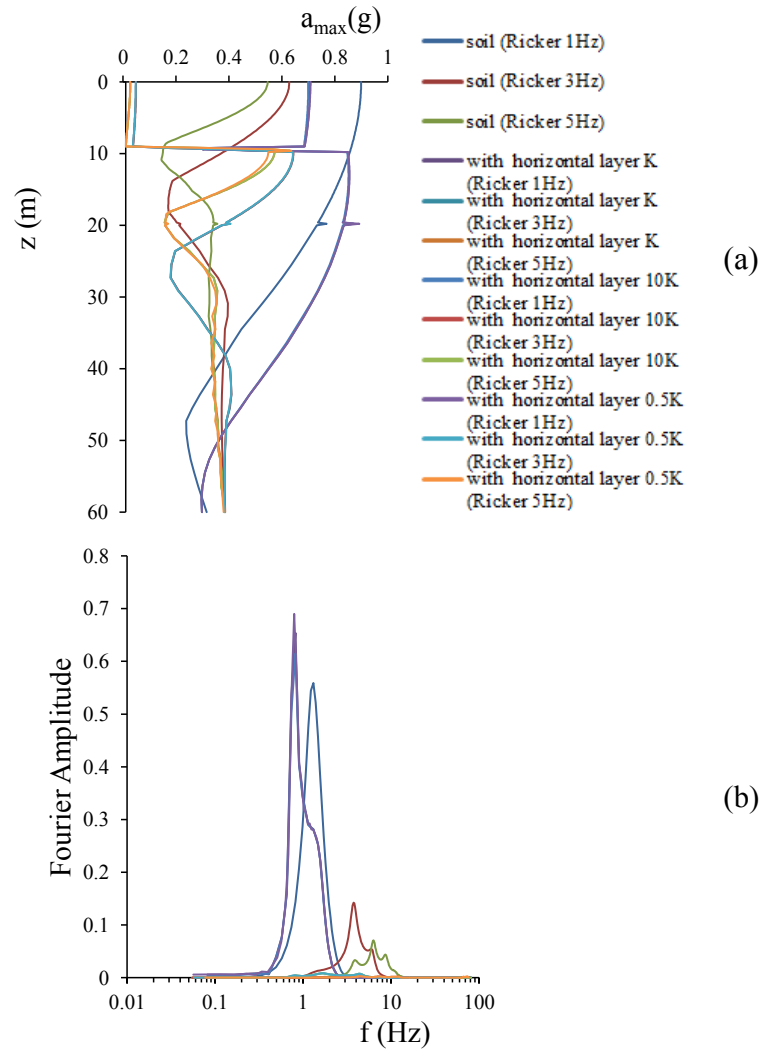 a_max(g)
0 0.2 0.4 0.6 0.8 1
0
10
20
30
40
50
60
z (m)
soil (Ricker 1Hz)
soil (Ricker 3Hz)
soil (Ricker 5Hz)
with horizontal layer K
(Ricker 1Hz)
with horizontal layer K
(Ricker 3Hz)
with horizontal layer K
(Ricker 5Hz)
with horizontal layer 10K
(Ricker 1Hz)
with horizontal layer 10K
(Ricker 3Hz)
with horizontal layer 10K
(Ricker 5Hz)
with horizontal layer 0.5K
(Ricker 1Hz)
with horizontal layer 0.5K
(Ricker 3Hz)
with horizontal layer 0.5K
(Ricker 5Hz)
(a)
0.8
0.7
0.6
0.5
0.4
0.3
0.2
0.1
0
Fourier Amplitude
0.01 0.1 1 10 100
f (Hz)
(b)